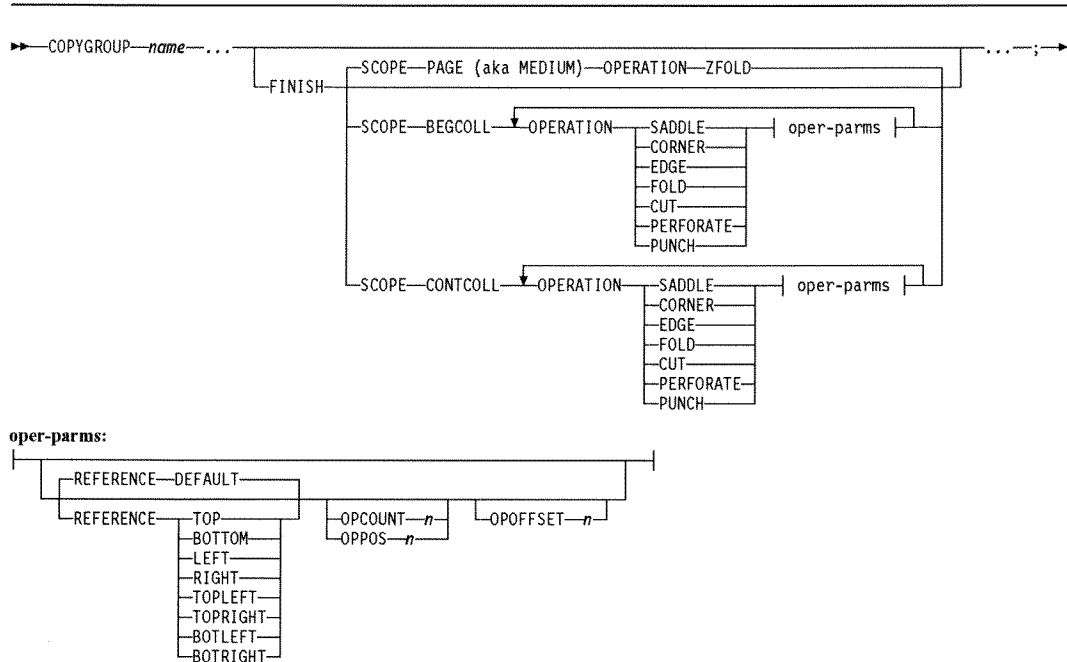 COPYGROUP name ... ... ;
FINISH SCOPE PAGE (aka MEDIUM) OPERATION ZFOLD
SCOPE BEGCOLL OPERATION SADDLE oper-parms
CORNER
EDGE
FOLD
CUT
PERFORATE
PUNCH
SCOPE CONTCOLL OPERATION SADDLE oper-parms
CORNER
EDGE
FOLD
CUT
PERFORATE
PUNCH
oper-parms:
REFERENCE DEFAULT
REFERENCE TOP OPCOUNT n OPOFFSET n
BOTTOM OPPOS n
LEFT
RIGHT
TOPLEFT
TOPRIGHT
BOTLEFT
BOTRIGHT